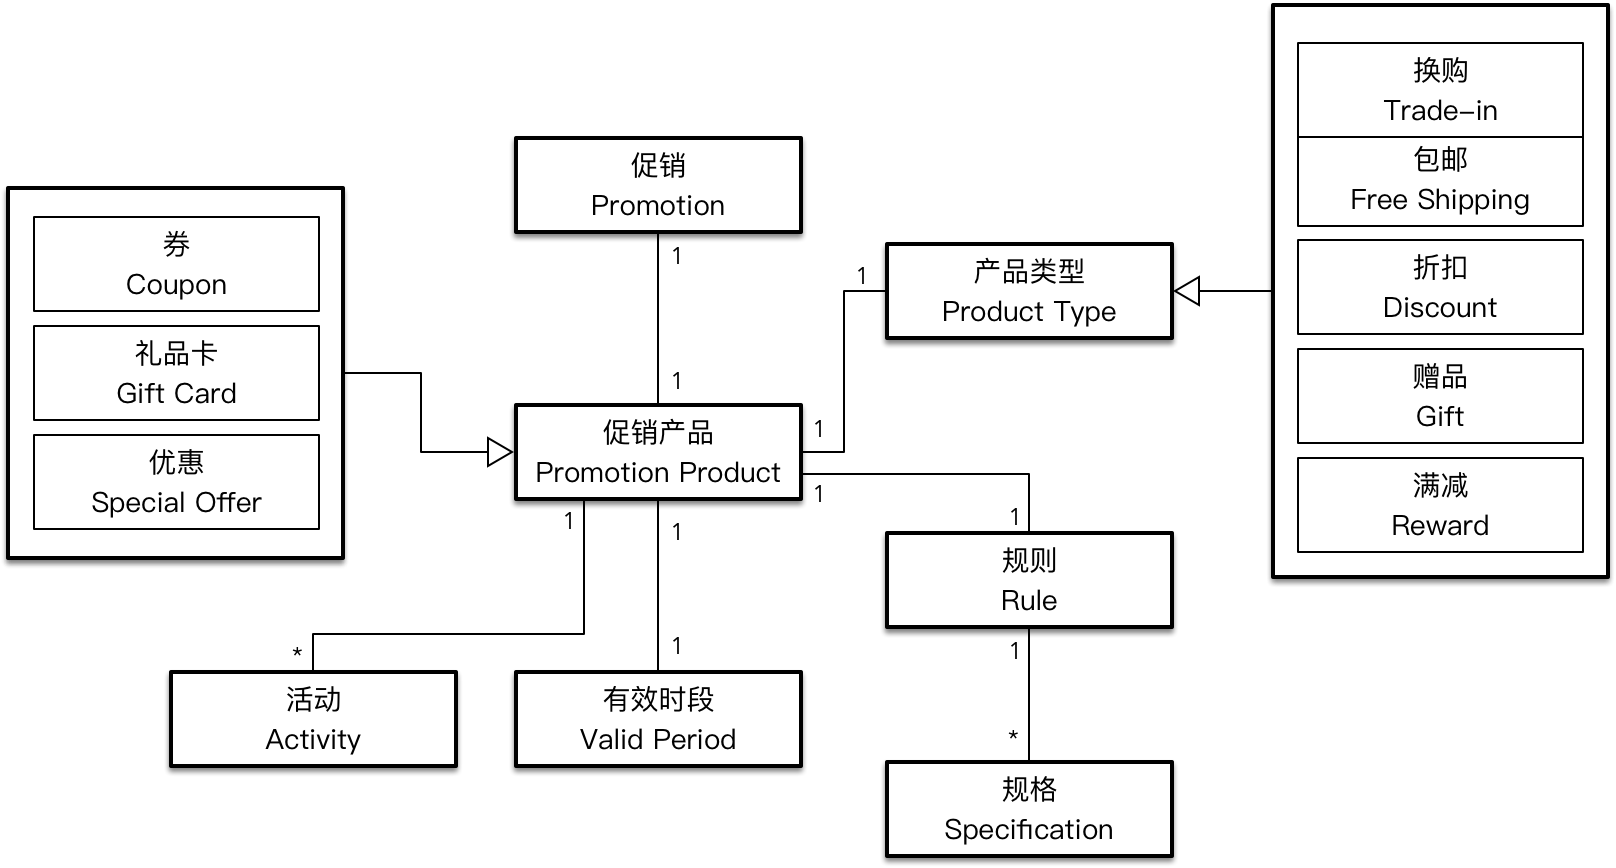 换购
Trade-in
包邮
Free Shipping
折扣
Discount
赠品
Gift
满减
Reward
促销
Promotion
1
1
券
Coupon
礼品卡
Gift Card
优惠
Special Offer
产品类型
Product Type
1
促销产品
Promotion Product
1
1
1
1
1
规则
Rule
1
*
1
活动
Activity
有效时段
Valid Period
*
规格
Specification